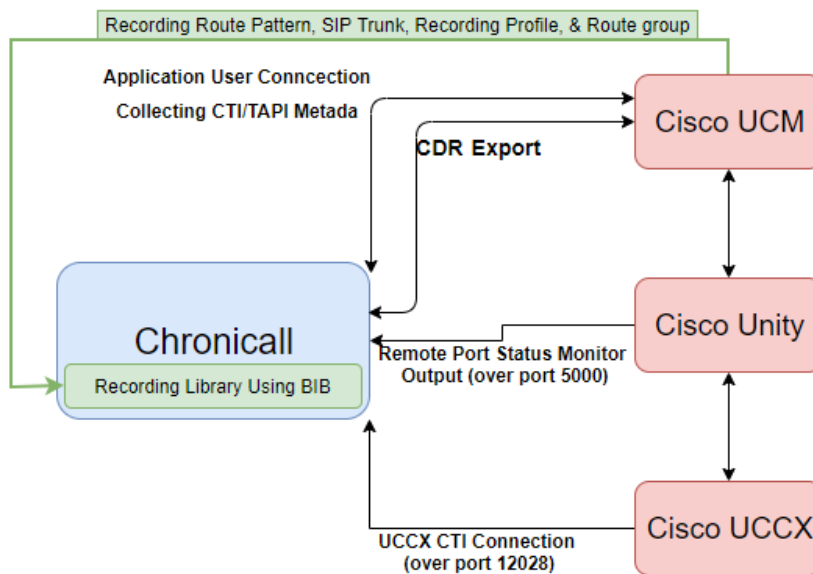 Recording Route Pattern, SIP Trunk, Recording Profile, & Route group
Application User Conncection
Collecting CTI/TAPI Metada
Cisco UCM
CDR Export
Chronicall
Recording Library Using BIB
Cisco Unity
Remote Port Status Monitor
Output (over port 5000)
Cisco UCCX
UCCX CTI Connection
(over port 12028)